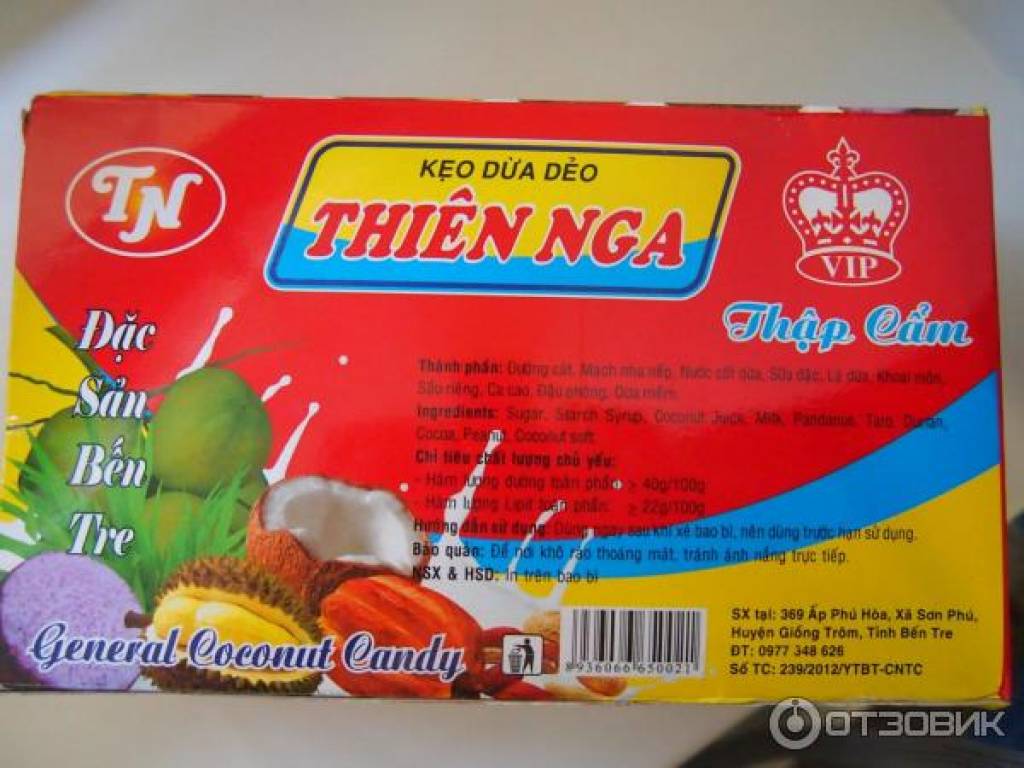 TN
KẸO DỪA DẺO
THIÊN NGA
VIP
Thập Cẩm
Đặc
Sản
Bến
Tre
Thành phần: Đường cát, Mạch nha nếp, Nước cốt dừa, Sữa đặc, Lá dứa, Khoai môn,
Sầu riêng, Ca cao, Đậu phộng, Dừa mềm.
Ingredients: Sugar, Starch Syrup, Coconut Juice, Milk, Pandanus, Taro, Durian,
Cocoa, Peanut, Coconut soft
Chỉ tiêu chất lượng chủ yếu:
- Hàm lượng đường toàn phần: ≥ 40g/100g
- Hàm lượng Lipit toàn phần: ≥ 22g/100g
Hướng dẫn sử dụng: Dùng ngay sau khi xé bao bì, nên dùng trước hạn sử dụng.
Bảo quản: Để nơi khô ráo thoáng mát, tránh ánh nắng trực tiếp.
NSX & HSD: In trên bao bì
General Coconut Candy
8936066650021
SX tại: 369 Ấp Phú Hòa, Xã Sơn Phú,
Huyện Giồng Trôm, Tỉnh Bến Tre
ĐT: 0977 348 626
Số TC: 239/2012/YTBT-CNTC
ОТЗОВИК